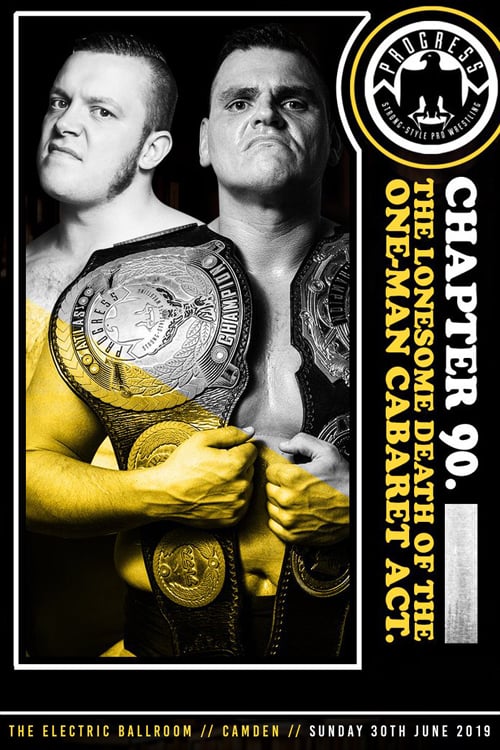 PROGRESS
STRONG-STYLE PRO WRESTLING
CHAPTER 90.
THE LONESOME DEATH OF THE
ONE-MAN CABARET ACT.
ATLAS
PROGRESS
CHAMPION
THE ELECTRIC BALLROOM // CAMDEN // SUNDAY 30TH JUNE 2019